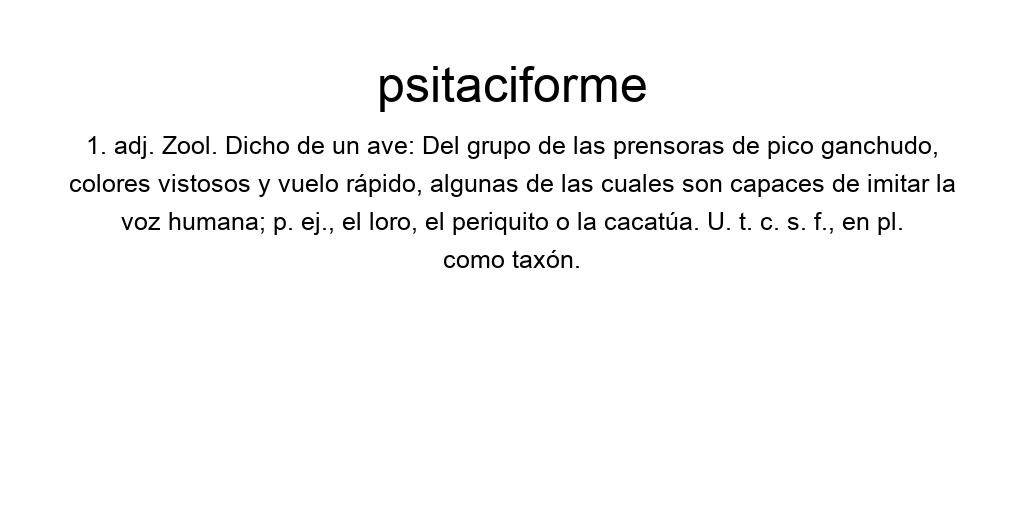 psitaciforme
1. adj. Zool. Dicho de un ave: Del grupo de las prensoras de pico ganchudo,
colores vistosos y vuelo rápido, algunas de las cuales son capaces de imitar la
voz humana; p. ej., el loro, el periquito o la cacatúa. U. t. c. s. f., en pl.
como taxón.